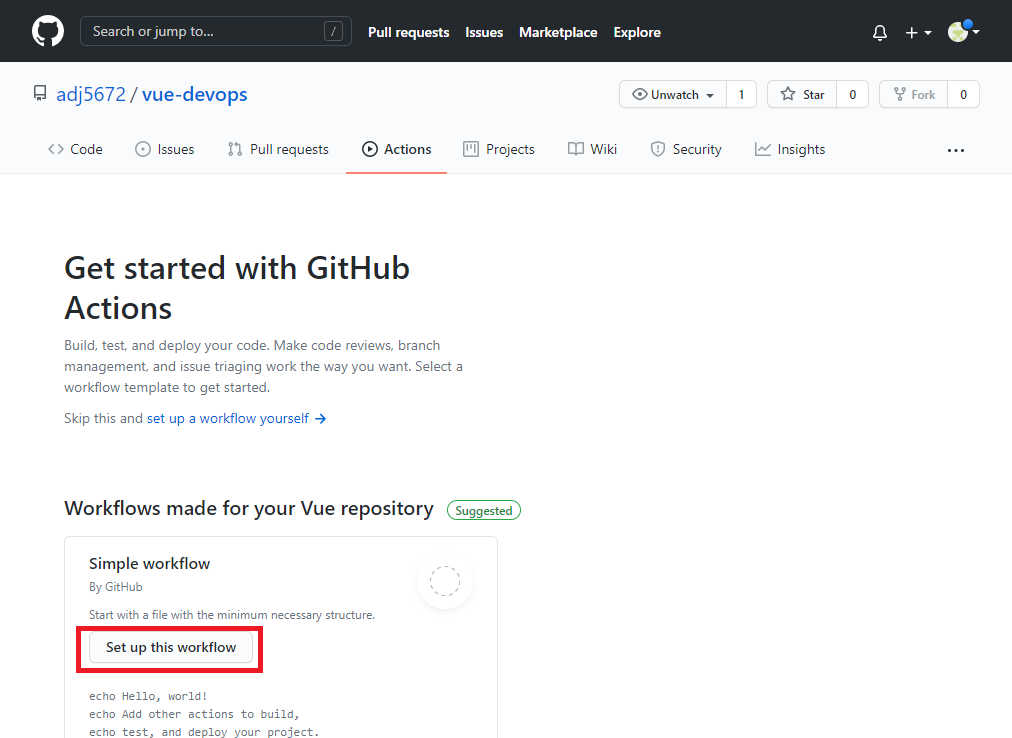 Search or jump to... / Pull requests Issues Marketplace Explore
adj5672 / vue-devops Unwatch 1 Star 0 Fork 0
Code Issues Pull requests Actions Projects Wiki Security Insights ...
Get started with GitHub
Actions
Build, test, and deploy your code. Make code reviews, branch
management, and issue triaging work the way you want. Select a
workflow template to get started.
Skip this and set up a workflow yourself →
Workflows made for your Vue repository Suggested
Simple workflow
By GitHub
Start with a file with the minimum necessary structure.
Set up this workflow
echo Hello, world!
echo Add other actions to build,
echo test, and deploy your project.